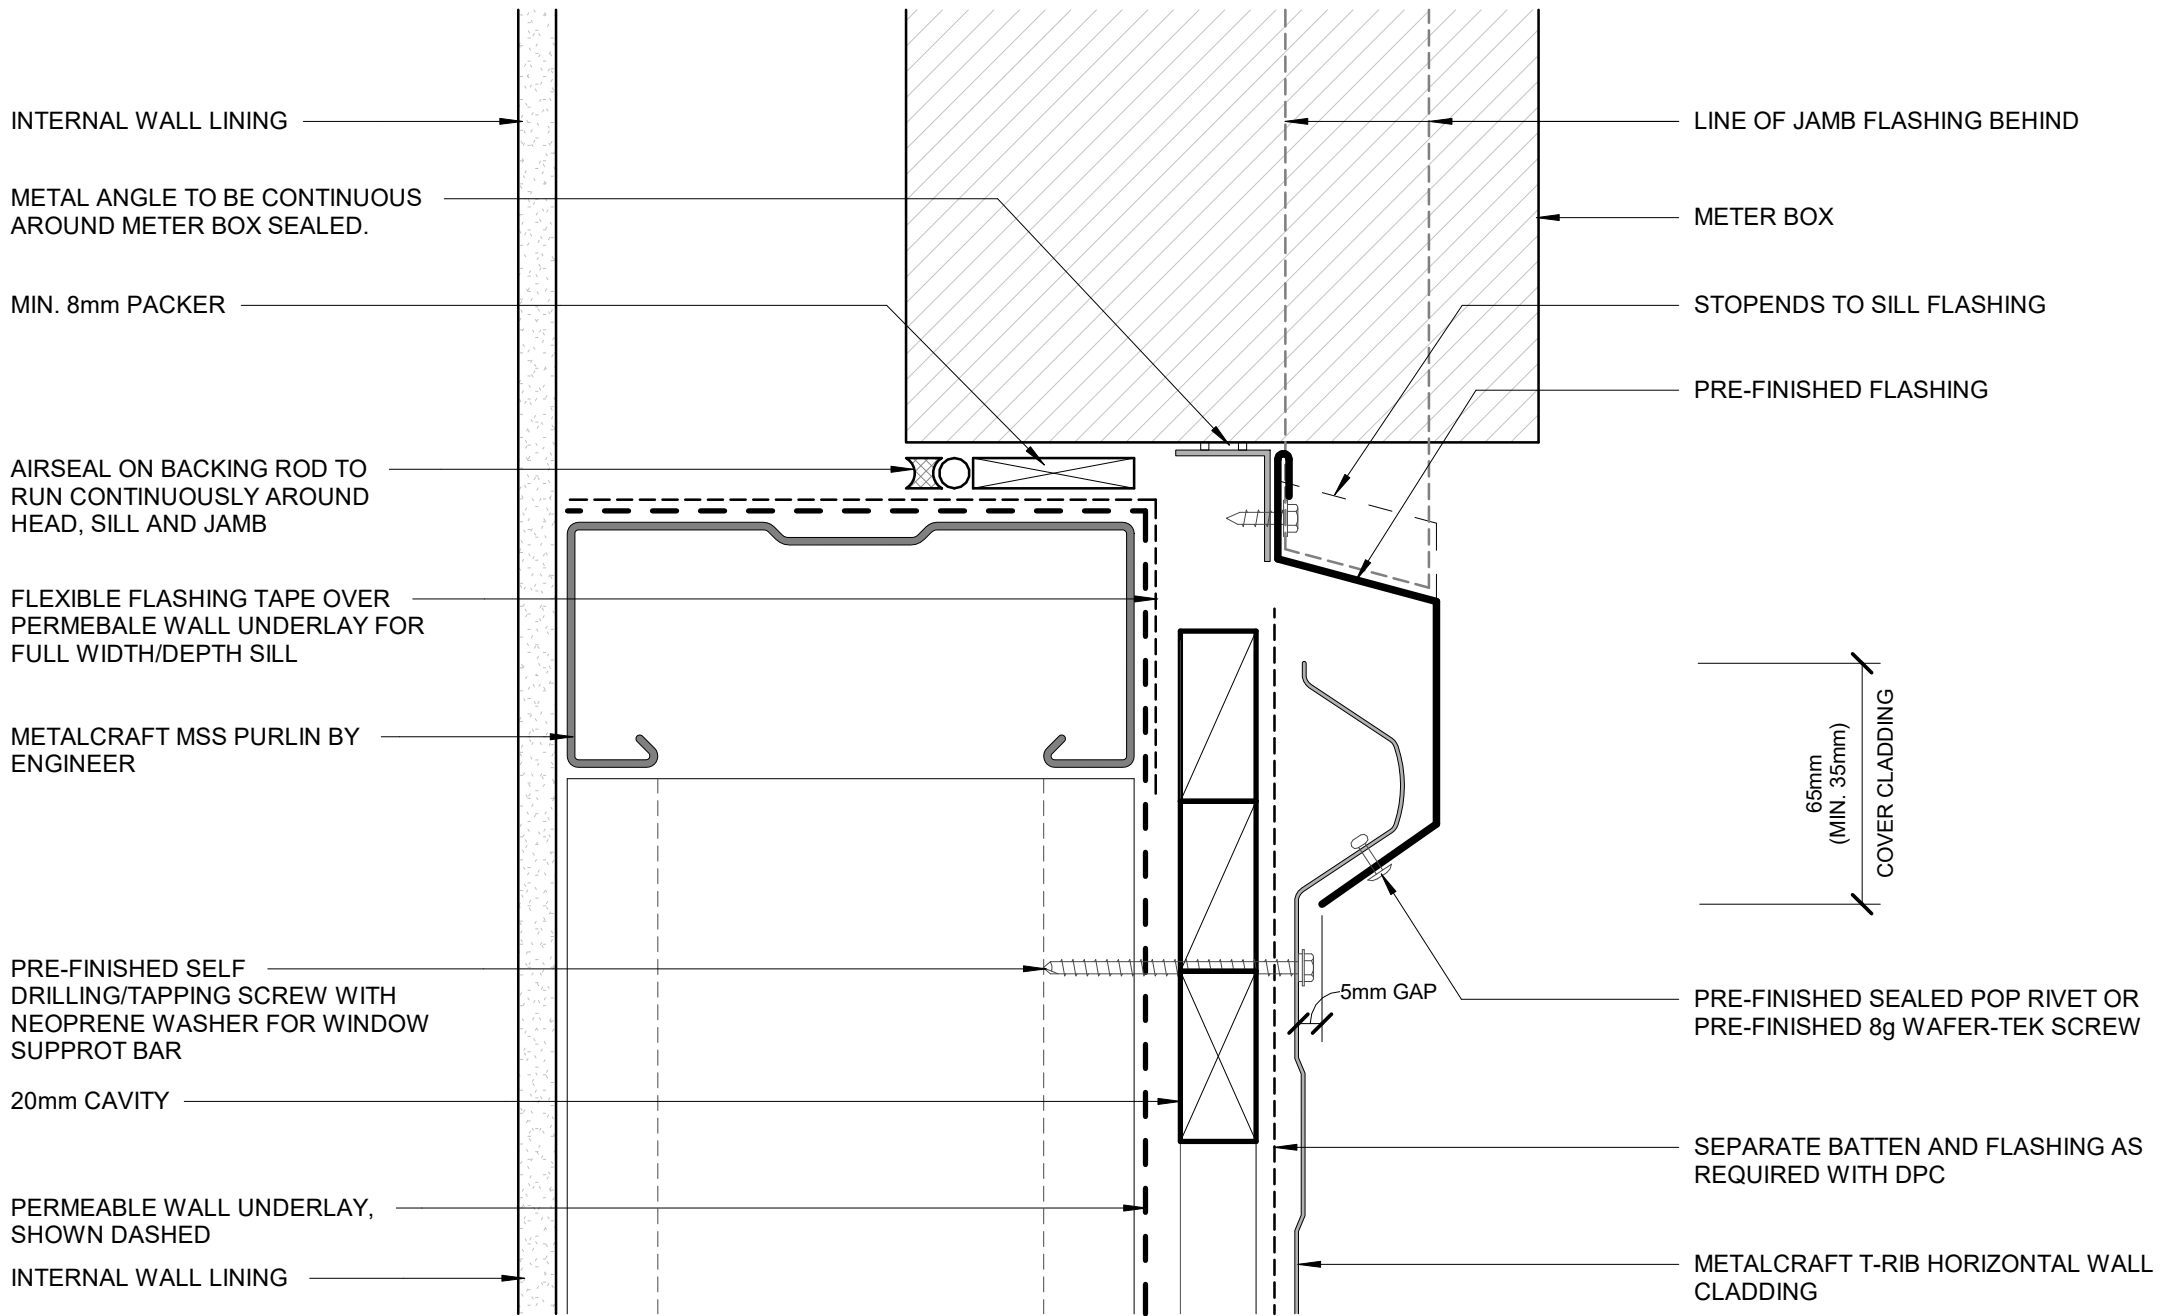 INTERNAL WALL LINING
METAL ANGLE TO BE CONTINUOUS
AROUND METER BOX SEALED.
MIN. 8mm PACKER
AIRSEAL ON BACKING ROD TO
RUN CONTINUOUSLY AROUND
HEAD, SILL AND JAMB
FLEXIBLE FLASHING TAPE OVER
PERMEBALE WALL UNDERLAY FOR
FULL WIDTH/DEPTH SILL
METALCRAFT MSS PURLIN BY
ENGINEER
PRE-FINISHED SELF
DRILLING/TAPPING SCREW WITH
NEOPRENE WASHER FOR WINDOW
SUPPROT BAR
20mm CAVITY
PERMEABLE WALL UNDERLAY,
SHOWN DASHED
INTERNAL WALL LINING
LINE OF JAMB FLASHING BEHIND
METER BOX
STOPENDS TO SILL FLASHING
PRE-FINISHED FLASHING
65mm
(MIN. 35mm)
COVER CLADDING
5mm GAP
PRE-FINISHED SEALED POP RIVET OR
PRE-FINISHED 8g WAFER-TEK SCREW
SEPARATE BATTEN AND FLASHING AS
REQUIRED WITH DPC
METALCRAFT T-RIB HORIZONTAL WALL
CLADDING